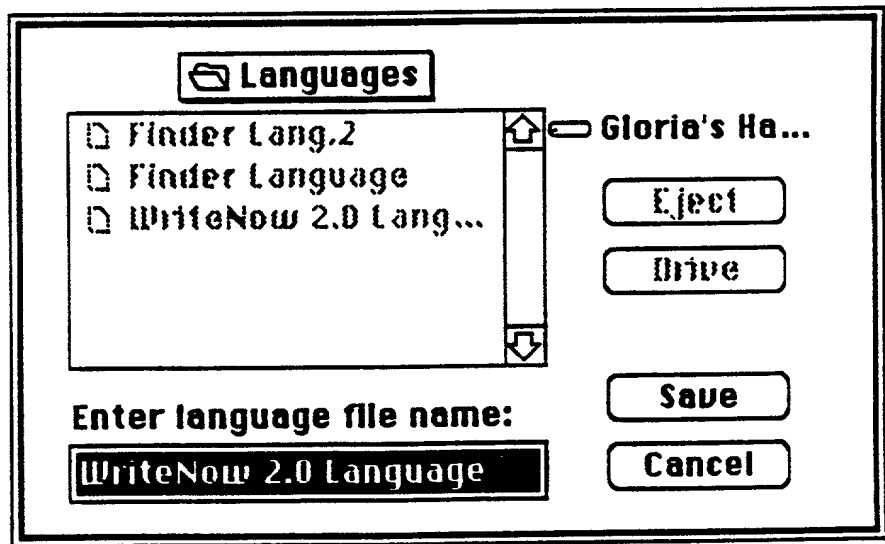 Languages
Finder Lang.2
Finder Language
WriteNow 2.0 Lang...
Gloria's Ha...
Eject
Drive
Save
Cancel
Enter language file name:
WriteNow 2.0 Language